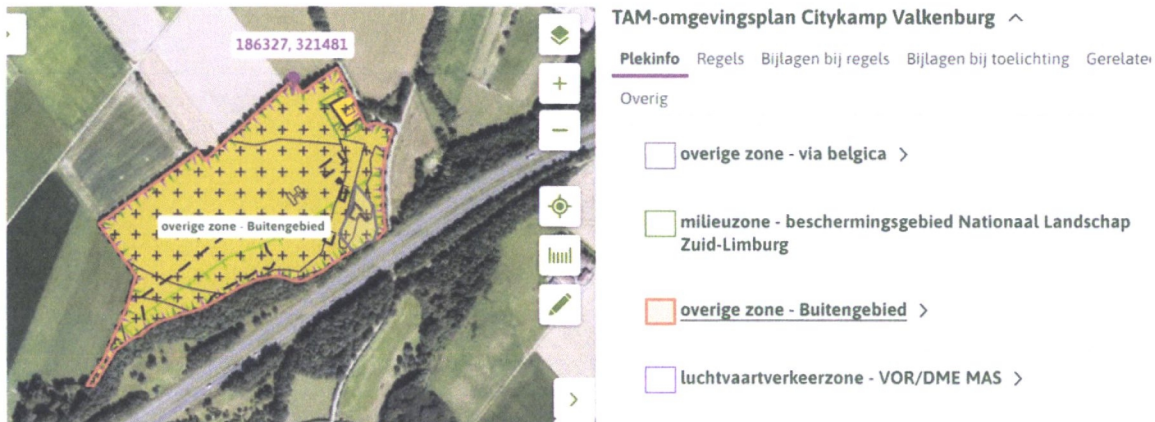 186327, 321481
overige zone - Buitengebied
TAM-omgevingsplan Citykamp Valkenburg
Plekinfo Regels Bijlagen bij regels Bijlagen bij toelichting
Overig
overige zone - via belgica
milieuzone - beschermingsgebied Nationaal Landschap
Zuid-Limburg
overige zone - Buitengebied
luchtvaartverkeerzone - VOR/DME MAS